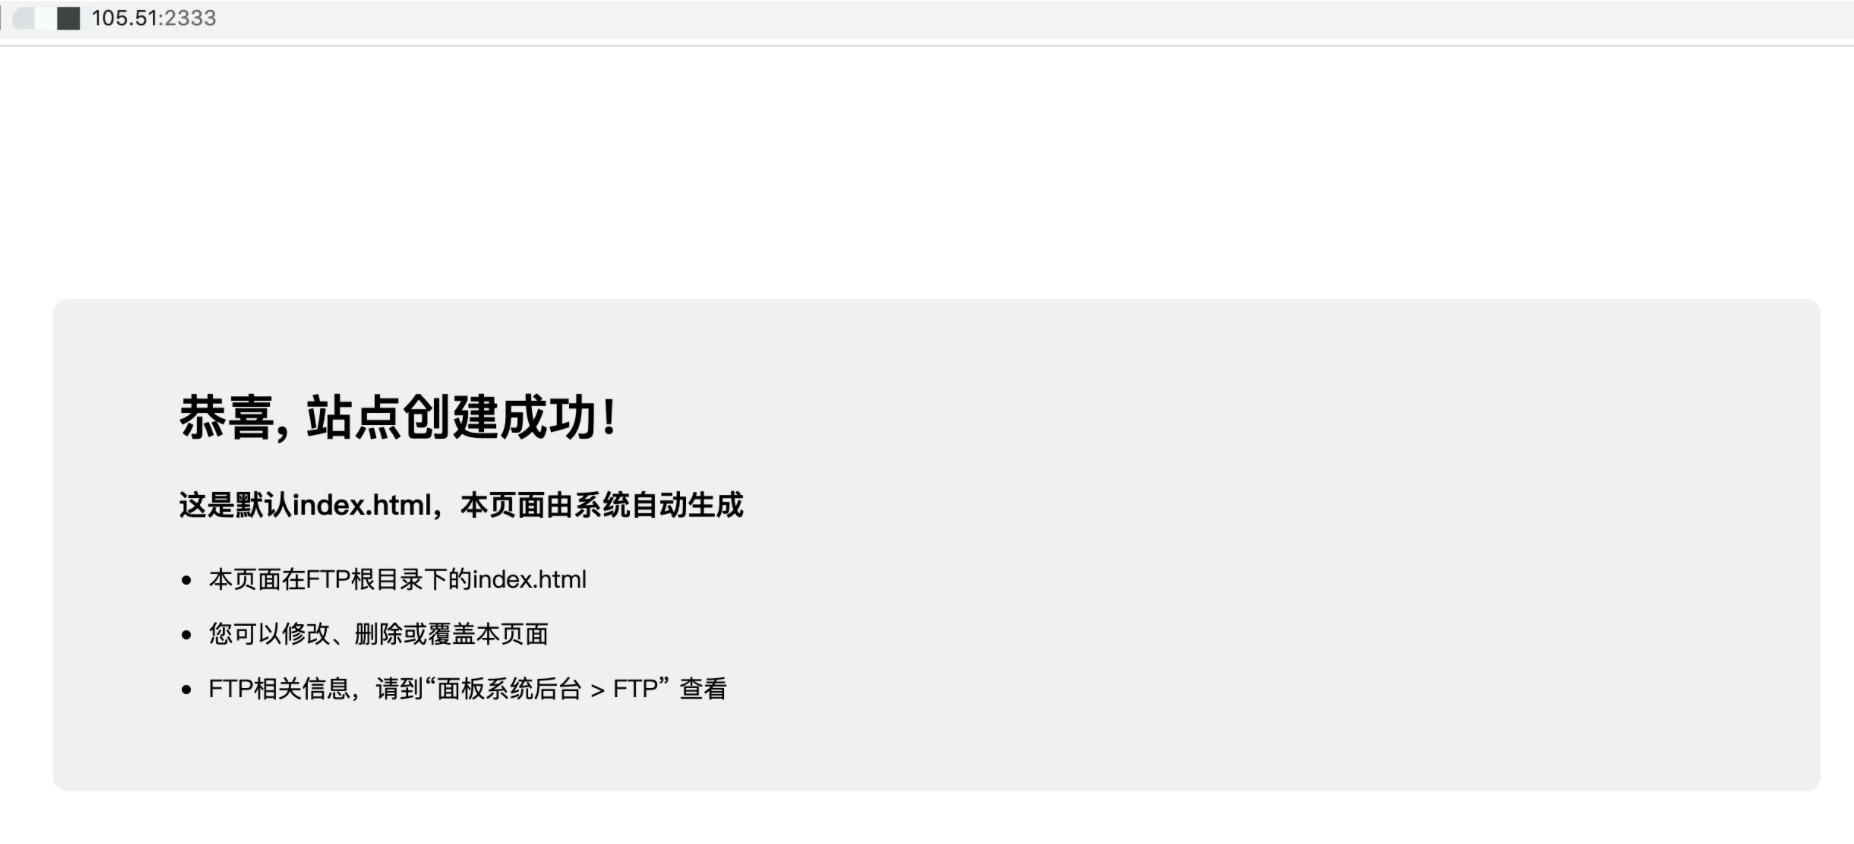 105.51:2333
恭喜, 站点创建成功!
这是默认index.html，本页面由系统自动生成
本页面在FTP根目录下的index.html
您可以修改、删除或覆盖本页面
FTP相关信息，请到“面板系统后台 > FTP” 查看